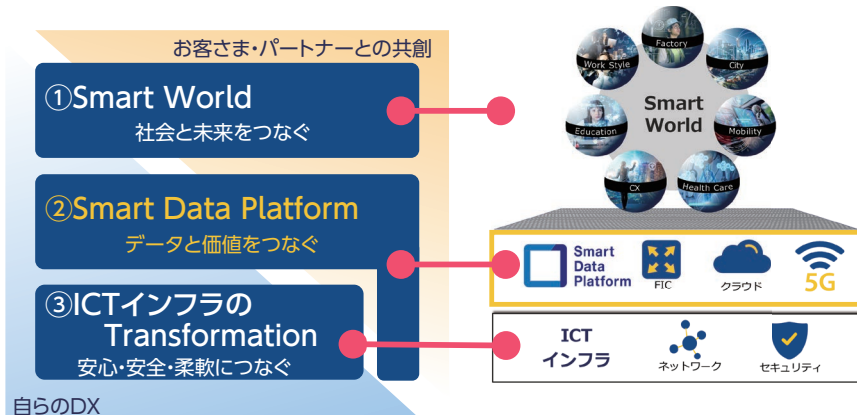 お客さま・パートナーとの共創
①Smart World
社会と未来をつなぐ
②Smart Data Platform
データと価値をつなぐ
③ICTインフラの
Transformation
安心・安全・柔軟につなぐ
自らのDX
Factory
Work Style
City
Smart
World
Education
Mobility
CX
Health Care
Smart
Data
Platform
FIC
クラウド
5G
ICT
インフラ
ネットワーク
セキュリティ